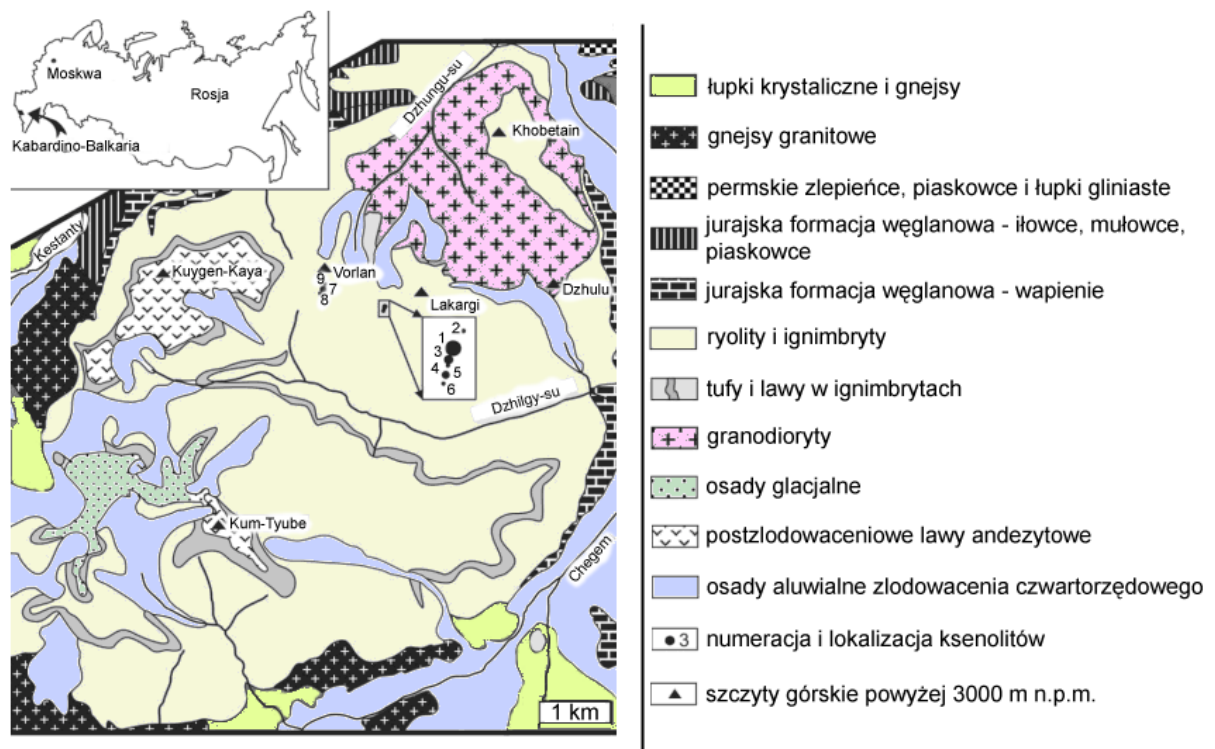 Moskwa
Rosja
Kabardino-Balkaria
Dzhungu-su
Khobetain
Kestanty
Kuygen-Kaya
Vorlan
9
7
8
Dzhulu
Lakargi
2
1
3
4
5
6
Dzhilgy-su
Kum-Tyube
Chegem
1 km
łupki krystaliczne i gnejsy
gnejsy granitowe
permskie zlepieńce, piaskowce i łupki gliniaste
jurajska formacja węglanowa - iłowce, mułowce,
piaskowce
jurajska formacja węglanowa - wapienie
ryolity i ignimbryty
tufy i lawy w ignimbrytach
granodioryty
osady glacjalne
postzlodowaceniowe lawy andezytowe
osady aluwialne zlodowacenia czwartorzędowego
3 numeracja i lokalizacja ksenolitów
szczyty górskie powyżej 3000 m n.p.m.